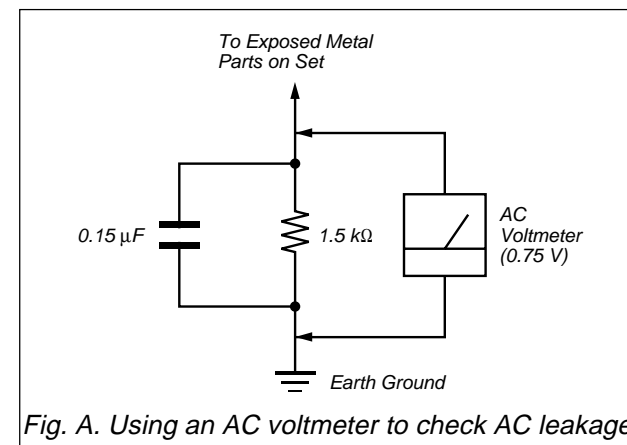 To Exposed Metal
Parts on Set
0.15 μF
1.5 kΩ
AC
Voltmeter
(0.75 V)
Earth Ground
Fig. A. Using an AC voltmeter to check AC leakage